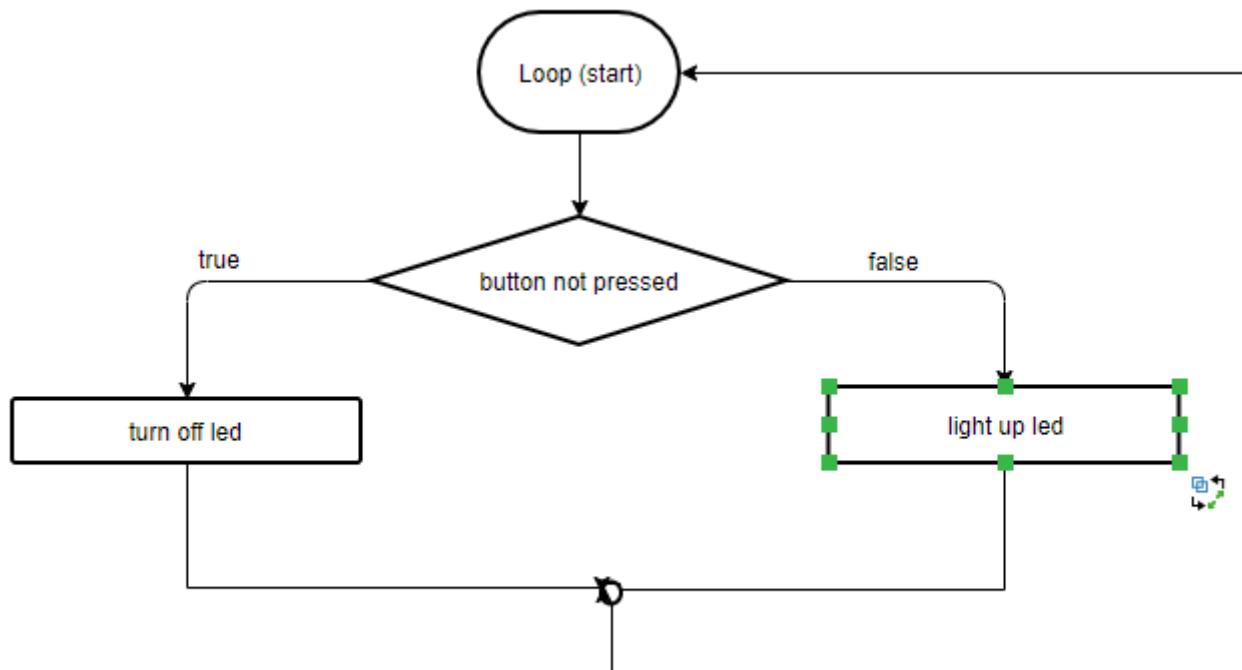 Loop (start)
true
false
button not pressed
turn off led
light up led